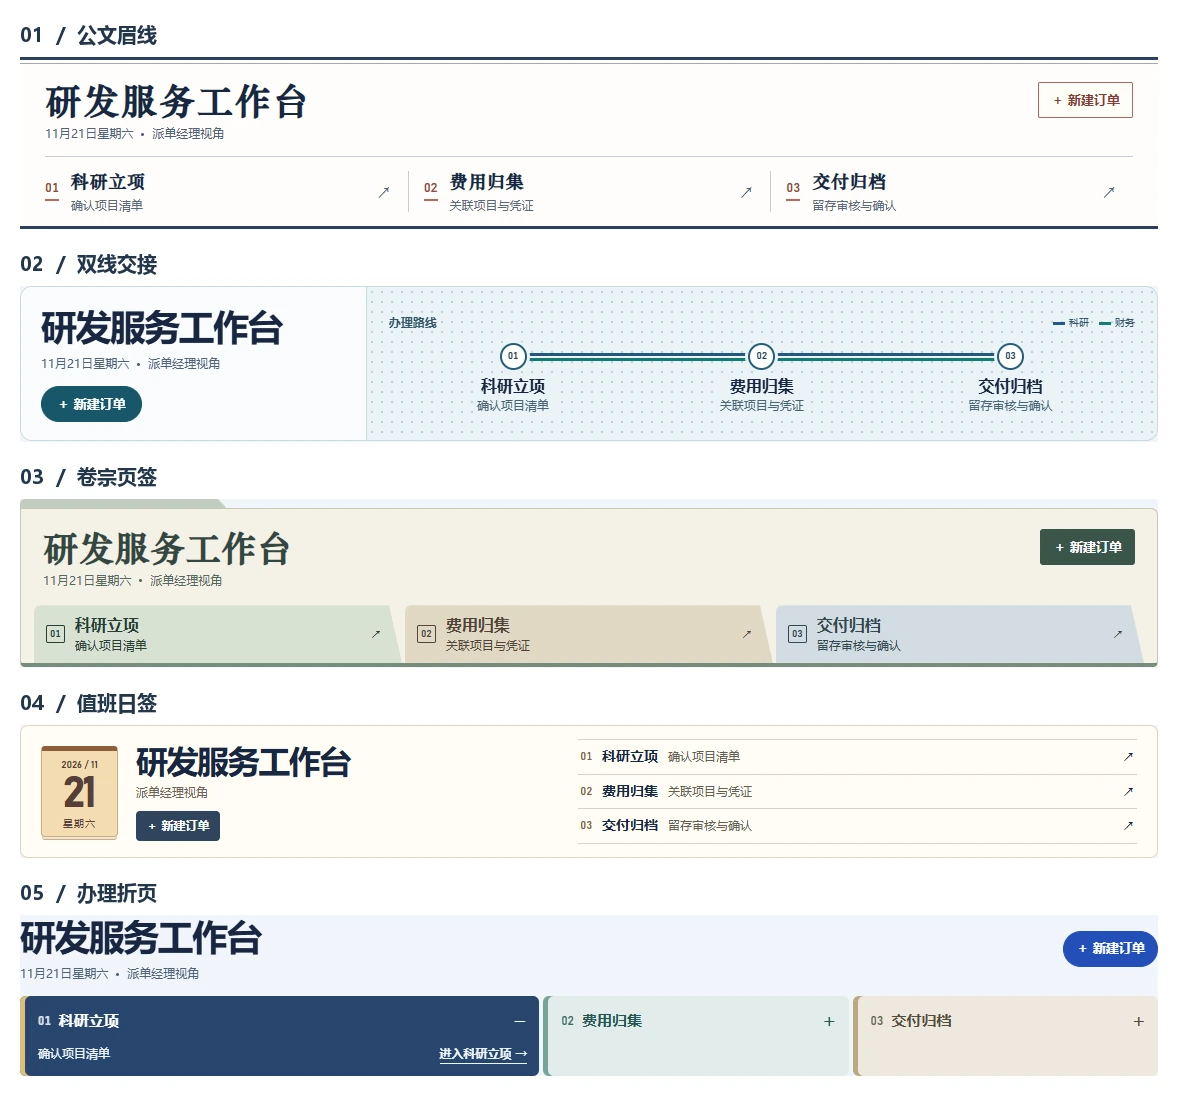 01 / 公文眉线
研发服务工作台
11月21日星期六 • 派单经理视角
+ 新建订单
01 科研立项 ↗
确认项目清单
02 费用归集 ↗
关联项目与凭证
03 交付归档 ↗
留存审核与确认
02 / 双线交接
研发服务工作台
11月21日星期六 • 派单经理视角
+ 新建订单
办理路线
科研 财务
01 02 03
科研立项 费用归集 交付归档
确认项目清单 关联项目与凭证 留存审核与确认
03 / 卷宗页签
研发服务工作台
11月21日星期六 • 派单经理视角
+ 新建订单
01 科研立项 ↗
确认项目清单
02 费用归集 ↗
关联项目与凭证
03 交付归档 ↗
留存审核与确认
04 / 值班日签
2026 / 11
21
星期六
研发服务工作台
派单经理视角
+ 新建订单
01 科研立项 确认项目清单 ↗
02 费用归集 关联项目与凭证 ↗
03 交付归档 留存审核与确认 ↗
05 / 办理折页
研发服务工作台
11月21日星期六 • 派单经理视角
+ 新建订单
01 科研立项 −
确认项目清单 进入科研立项 →
02 费用归集 +
03 交付归档 +